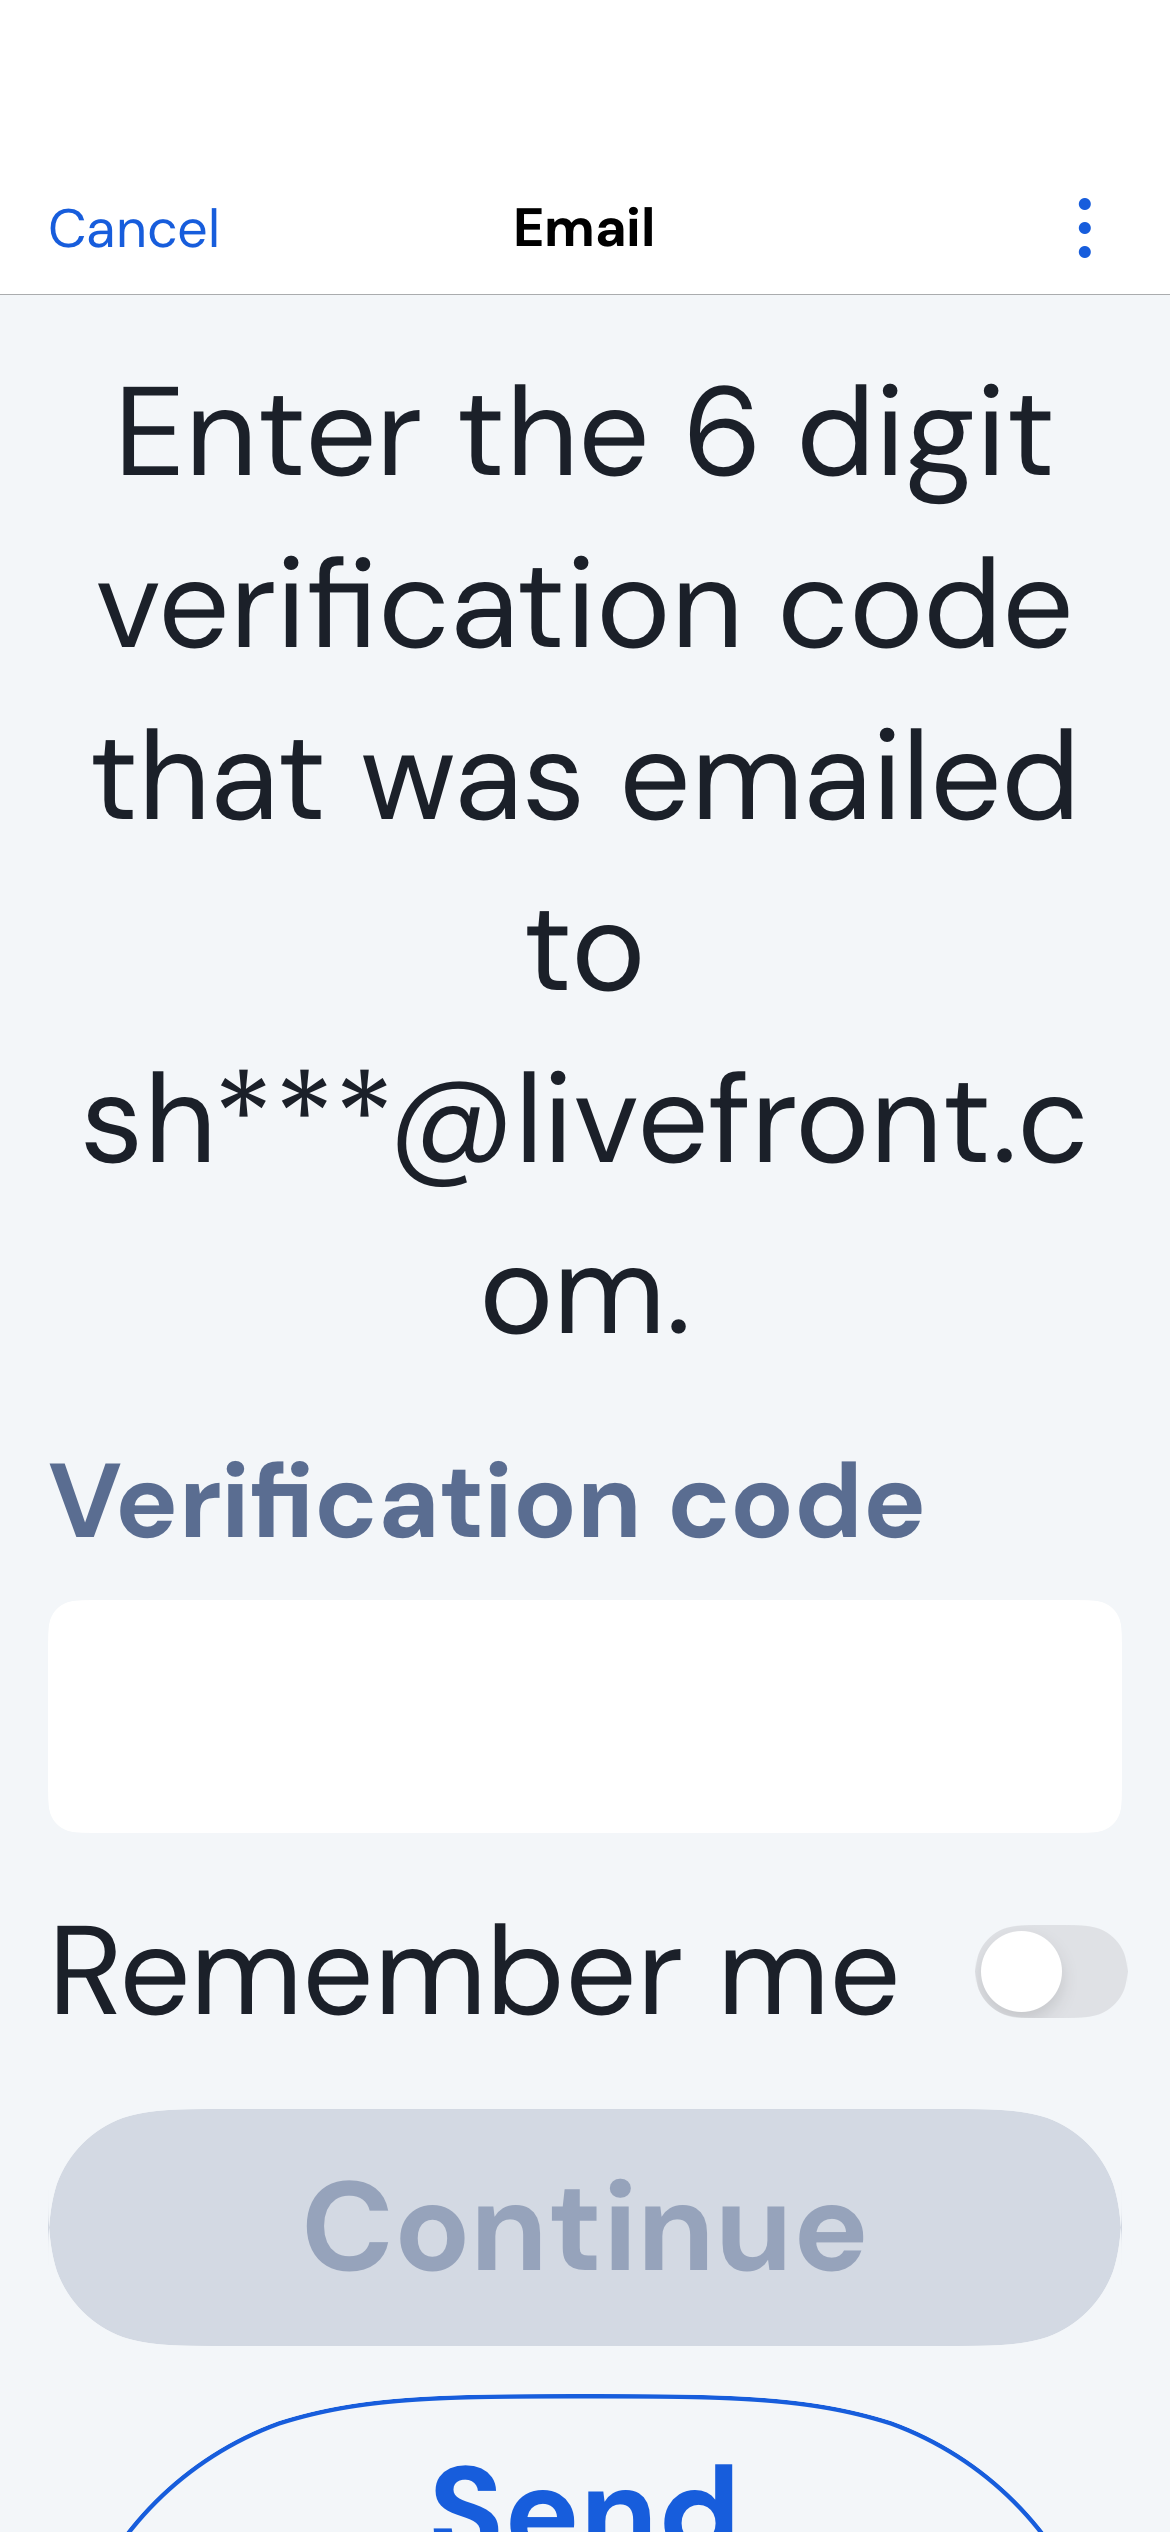 Cancel
Email
Enter the 6 digit
verification code
that was emailed
to
sh***@livefront.c
om.
Verification code
Remember me
Continue
Send